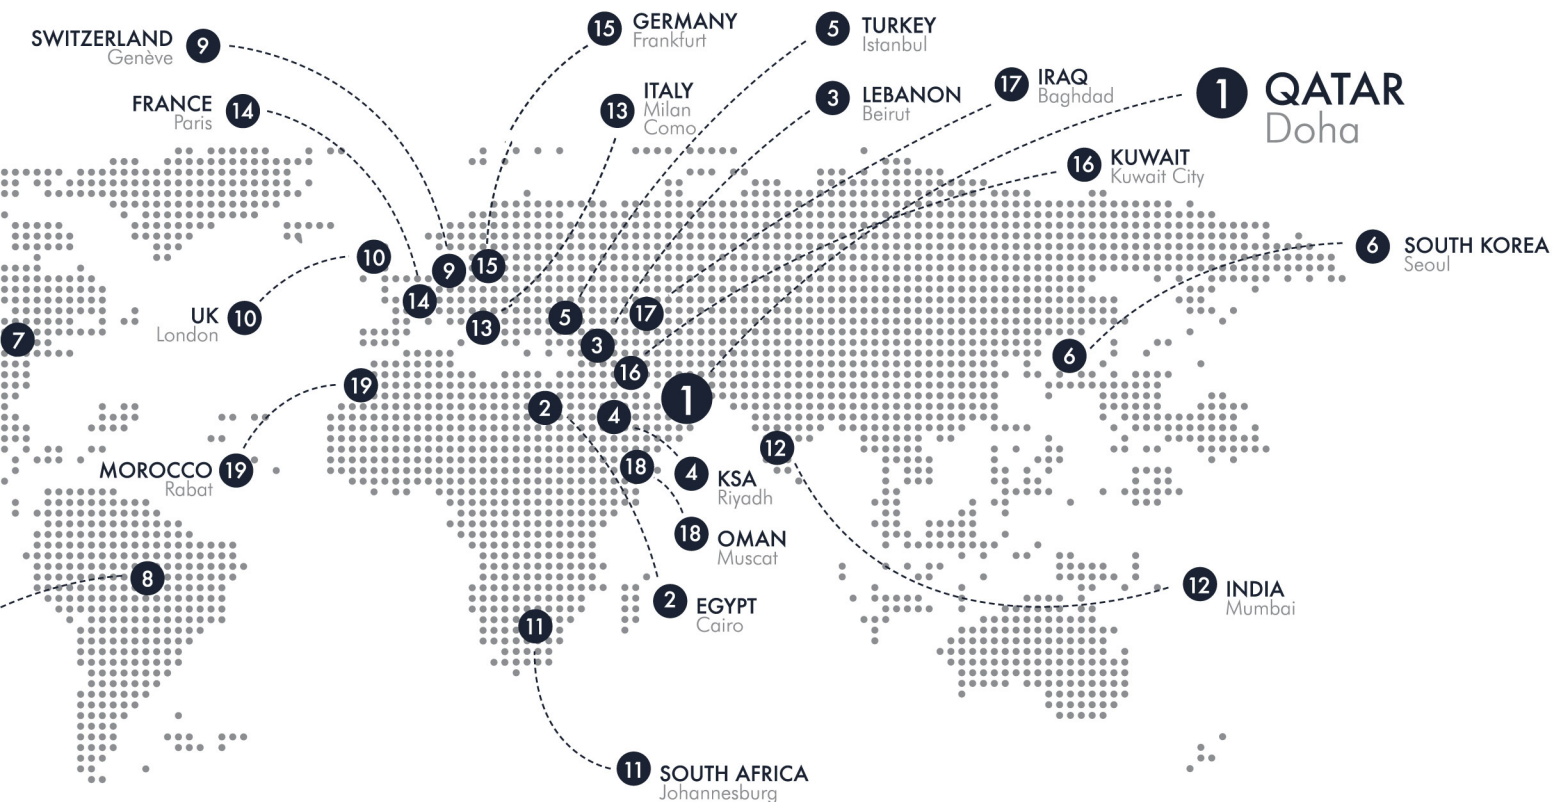 SWITZERLAND 9
Genève
FRANCE 14
Paris
15 GERMANY
Frankfurt
13 ITALY
Milan
Como
5 TURKEY
Istanbul
3 LEBANON
Beirut
17 IRAQ
Baghdad
1 QATAR
Doha
16 KUWAIT
Kuwait City
6 SOUTH KOREA
Seoul
10
9
15
14
UK 10
London
13
5
17
7
3
6
16
19
1
2
4
12
MOROCCO 19
Rabat
18
4 KSA
Riyadh
18 OMAN
Muscat
8
2 EGYPT
Cairo
12 INDIA
Mumbai
11
11 SOUTH AFRICA
Johannesburg